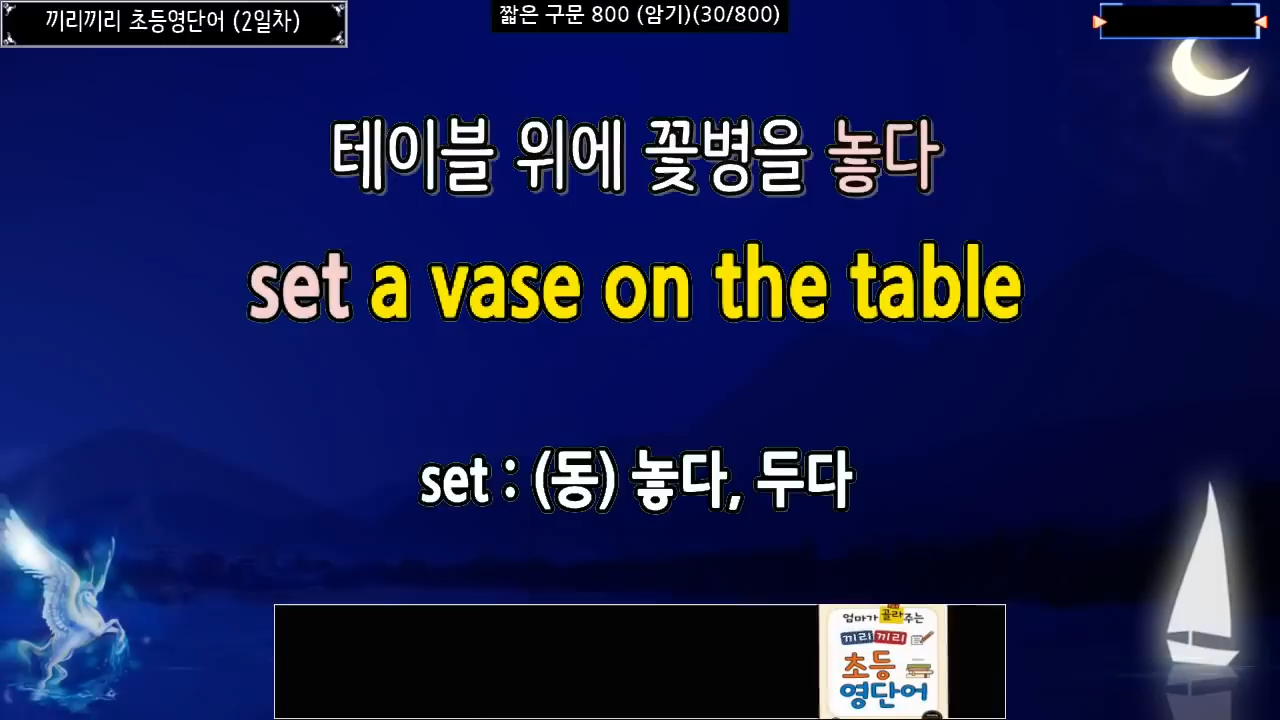 끼리끼리 초등영단어 (2일차)
짧은 구문 800 (암기)(30/800)
테이블 위에 꽃병을 놓다
set a vase on the table
set : (동) 놓다, 두다
엄마가 골라주는
끼리끼리
초등
영단어